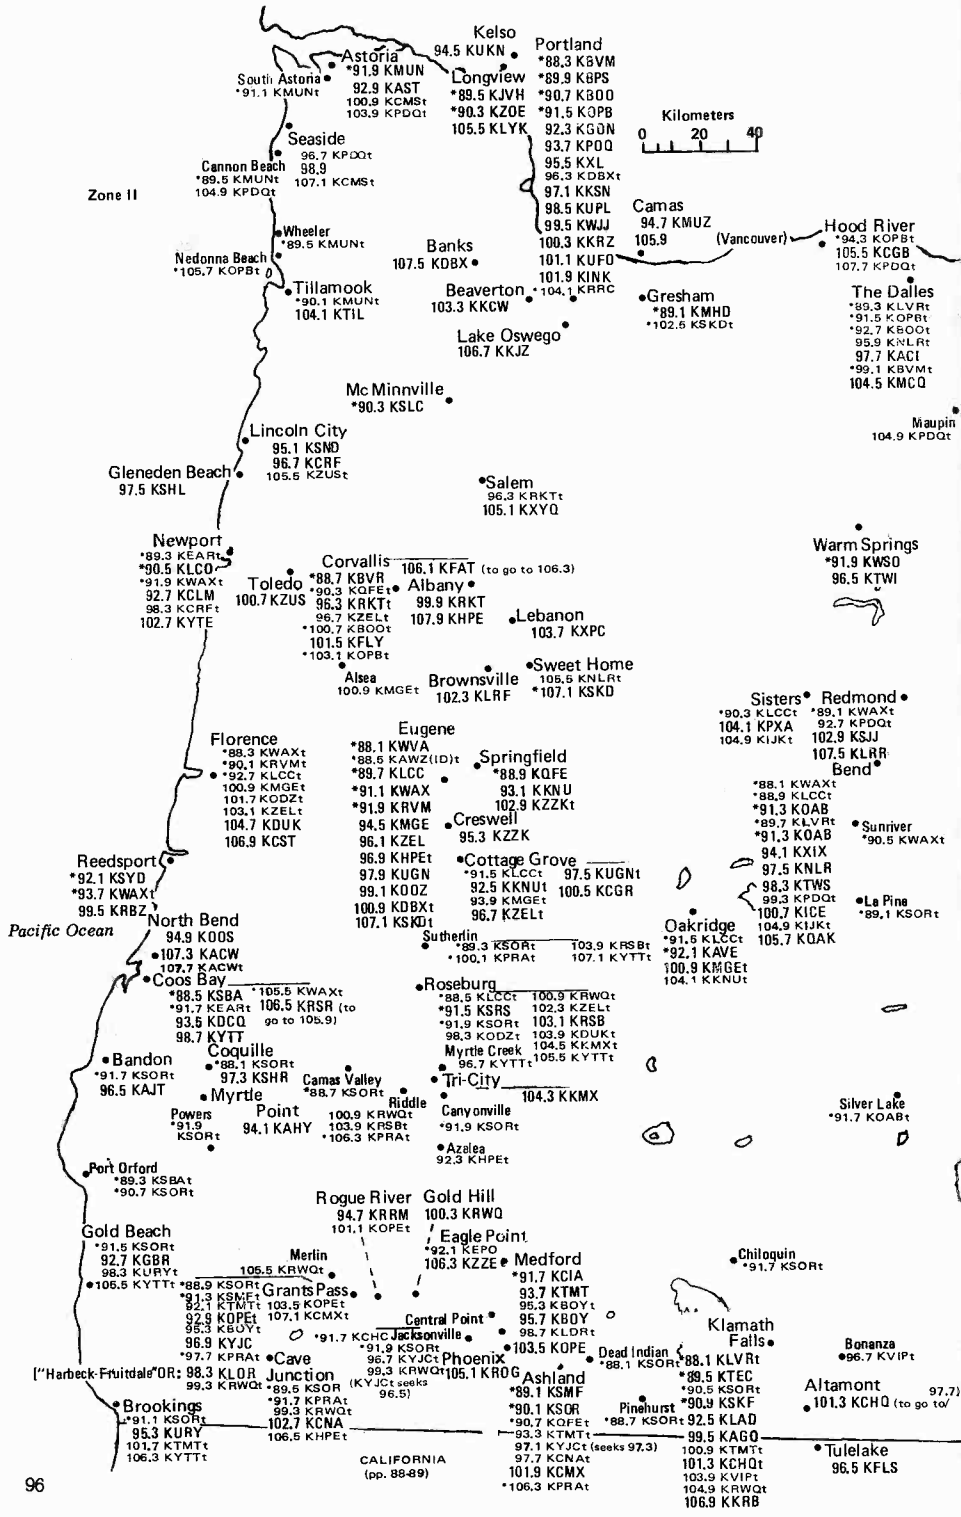 Kelso
94.5 KUKN
Astoria
*91.9 KMUN
92.9 KAST
100.9 KCMSt
103.9 KPDQt
South Astoria
*91.1 KMUNt
Longview
*89.5 KJVH
*90.3 KZOE
105.5 KLYK
Portland
*88.3 KBVM
*89.9 KBPS
*90.7 KBOO
*91.5 KOPB
92.3 KGON
93.7 KPDQ
95.5 KXL
96.3 KDBXt
97.1 KKSN
98.5 KUPL
99.5 KWJJ
100.3 KKRZ
101.1 KUFO
101.9 KINK
*104.1 KRRC
Kilometers
0 20 40
Seaside
96.7 KPDQt
98.9
107.1 KCMSt
Cannon Beach
*89.5 KMUNt
104.9 KPDQt
Zone II
Wheeler
*89.5 KMUNt
Nedonna Beach
*105.7 KOPBt
Tillamook
*90.1 KMUNt
104.1 KTIL
Banks
107.5 KDBX
Beaverton
103.3 KKCW
Camas
94.7 KMUZ
105.9
(Vancouver)
Hood River
*94.3 KOPBt
105.5 KCGB
107.7 KPDQt
Gresham
*89.1 KMHD
*102.5 KSKDt
Lake Oswego
106.7 KKJZ
The Dalles
*89.3 KLVRt
*91.5 KOPBt
*92.7 KBOOt
95.9 KNLRt
97.7 KACI
*99.1 KBVMt
104.5 KMCQ
McMinnville
*90.3 KSLC
Maupin
104.9 KPDQt
Lincoln City
95.1 KSND
96.7 KCRF
105.5 KZUSt
Gleneden Beach
97.5 KSHL
Salem
96.3 KRKTt
105.1 KXYQ
Newport
*89.3 KEARt
*90.5 KLCO
*91.9 KWAXt
92.7 KCLM
98.3 KCRFt
102.7 KYTE
Toledo
100.7 KZUS
Corvallis
*88.7 KBVR
*90.3 KQFEt
96.3 KRKTt
96.7 KZELt
*100.7 KBOOt
101.5 KFLY
*103.1 KOPBt
106.1 KFAT (to go to 106.3)
Albany
99.9 KRKT
107.9 KHPE
Lebanon
103.7 KXPC
Warm Springs
*91.9 KWSO
96.5 KTWI
Alsea
100.9 KMGEt
Brownsville
102.3 KLRF
Sweet Home
105.5 KNLRt
*107.1 KSKD
Sisters
*90.3 KLCCt
104.1 KPXA
104.9 KIJKt
Redmond
*89.1 KWAXt
92.7 KPDQt
102.9 KSJJ
107.5 KLRR
Florence
*88.3 KWAXt
*90.1 KRVMt
*92.7 KLCCt
100.9 KMGEt
101.7 KODZt
103.1 KZELt
104.7 KDUK
106.9 KCST
Eugene
*88.1 KWVA
*88.5 KAWZ(ID)t
*89.7 KLCC
*91.1 KWAX
*91.9 KRVM
94.5 KMGE
96.1 KZEL
96.9 KHPEt
97.9 KUGN
99.1 KODZ
100.9 KDBXt
107.1 KSKDt
Springfield
*88.9 KQFE
93.1 KKNU
102.9 KZZKt
Creswell
95.3 KZZK
Cottage Grove
*91.5 KLCCt
92.5 KKNUt
93.9 KMGEt
96.7 KZELt
97.5 KUGNt
100.5 KCGR
Bend
*88.1 KWAXt
*88.9 KLCCt
*91.3 KOAB
*89.7 KLVRt
*91.3 KOAB
94.1 KXIX
97.5 KNLR
98.3 KTWS
99.3 KPDQt
100.7 KICE
104.9 KIJKt
105.7 KQAK
Sunriver
*90.5 KWAXt
La Pine
*89.1 KSORt
Reedsport
*92.1 KSYD
*93.7 KWAXt
99.5 KRBZ
Pacific Ocean
North Bend
94.9 KOOS
*107.3 KACW
107.7 KACWt
Oakridge
*91.5 KLCCt
*92.1 KAVE
100.9 KMGEt
104.1 KKNUt
Sutherlin
*89.3 KSORt
*100.1 KPRAt
103.9 KRSBt
107.1 KYTTt
Coos Bay
*88.5 KSBA
*91.7 KEARt
93.5 KDCQ
98.7 KYTT
*105.5 KWAXt
106.5 KRSR (to
go to 105.9)
Roseburg
*88.5 KLCCt
*91.5 KSRS
*91.9 KSORt
98.3 KODZt
100.9 KRWQt
102.3 KZELt
103.1 KRSB
103.9 KDUKt
104.5 KKMXt
105.5 KYTTt
Bandon
*91.7 KSORt
96.5 KAJT
Coquille
*88.1 KSORt
97.3 KSHR
Camas Valley
*88.7 KSORt
Myrtle Creek
96.7 KYTTt
Tri-City
104.3 KKMX
Myrtle
Point
94.1 KAHY
Powers
*91.9
KSORt
Riddle
100.9 KRWQt
103.9 KRSBt
*106.3 KPRAt
Canyonville
*91.9 KSORt
Azalea
92.3 KHPEt
Silver Lake
*91.7 KOABt
Port Orford
*89.3 KSBAt
*90.7 KSORt
Rogue River
94.7 KRRM
101.1 KOPEt
Gold Hill
100.3 KRWQ
Eagle Point
*92.1 KEPO
106.3 KZZE
Gold Beach
*91.5 KSORt
92.7 KGBR
98.3 KURYt
*105.5 KYTTt
Merlin
105.5 KRWQt
Grants Pass
*88.9 KSORt
*91.3 KSMFt
92.1 KTMTt
92.9 KOPEt
95.3 KBOYt
96.9 KYJC
*97.7 KPRAt
["Harbeck-Fruitdale" OR: 98.3 KLDR
99.3 KRWQt
103.5 KOPEt
107.1 KCMXt
Medford
*91.7 KCIA
93.7 KTMT
95.3 KBOYt
95.7 KBOY
98.7 KLDRt
103.5 KOPE
Central Point
*91.7 KCHC
Jacksonville
*91.9 KSORt
96.7 KYJCt
99.3 KRWQt
(KYJCt seeks
96.5)
Phoenix
105.1 KROG
Chiloquin
*91.7 KSORt
Cave
Junction
*89.5 KSOR
*91.7 KPRAt
99.3 KRWQt
102.7 KCNA
106.5 KHPEt
Ashland
*89.1 KSMF
*90.1 KSOR
*90.7 KQFEt
93.3 KTMTt
97.1 KYJCt (seeks 97.3)
97.7 KCNAt
101.9 KCMX
*106.3 KPRAt
Dead Indian
*88.1 KSORt
Pinehurst
*88.7 KSORt
Klamath
Falls
*88.1 KLVRt
*89.5 KTEC
*90.5 KSORt
*90.9 KSKF
92.5 KLAD
99.5 KAGO
100.9 KTMTt
101.3 KCHQt
103.9 KVIPt
104.9 KRWQt
106.9 KKRB
Bonanza
*96.7 KVIPt
Altamont
101.3 KCHQ (to go to/
97.7)
Brookings
*91.1 KSORt
95.3 KURY
101.7 KTMTt
106.3 KYTTt
Tulelake
96.5 KFLS
CALIFORNIA
(pp. 88-89)
96